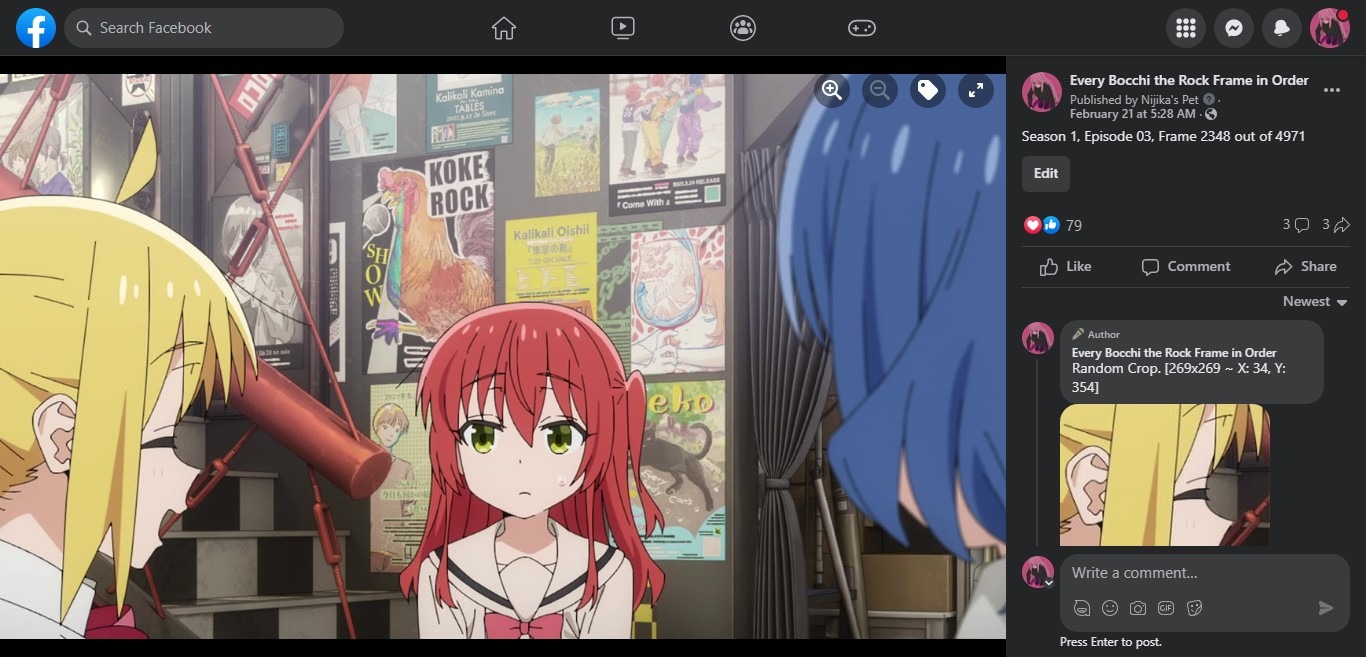 Search Facebook
Kalikali Kamina
TABLES
KOKE
ROCK
SHOW
Come With a
Kalikali Oishii
eko
Every Bocchi the Rock Frame in Order
Published by Nijika's Pet ·
February 21 at 5:28 AM ·
Season 1, Episode 03, Frame 2348 out of 4971
Edit
79
3
3
Like
Comment
Share
Newest
Author
Every Bocchi the Rock Frame in Order
Random Crop. [269x269 ~ X: 34, Y:
354]
Write a comment...
GIF
Press Enter to post.